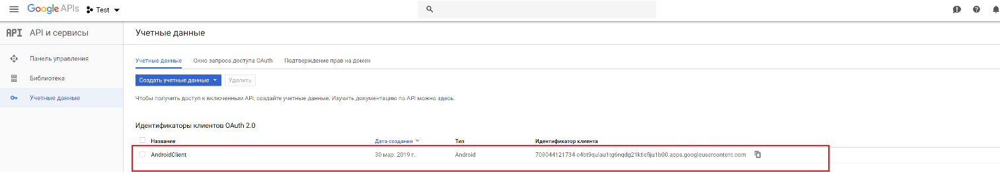 Google APIs Test
API API и сервисы Учетные данные
Панель управления
Библиотека
Учетные данные
Учетные данные Окно запроса доступа OAuth Подтверждение прав на домен
Создать учетные данные Удалить
Чтобы получить доступ к включенным API, создайте учетные данные. Изучить документацию по API можно здесь.
Идентификаторы клиентов OAuth 2.0
Название Дата создания Тип Идентификатор клиента
AndroidClient 30 мар. 2019 г. Android 709044121734-c4bt9qulau1tg6nqdg21ktlefiju1b00.apps.googleusercontent.com